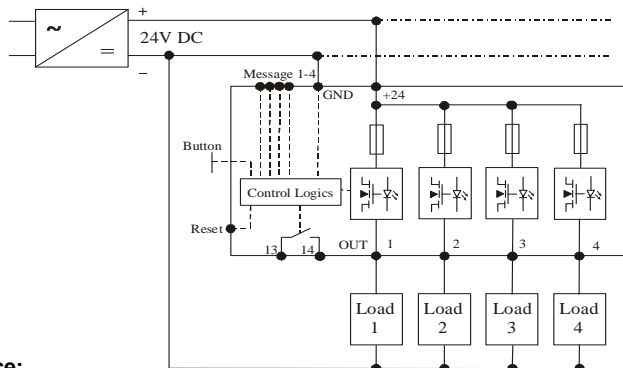 +
~
=
24V DC
−
Message 1-4
GND
+24
Button
Control Logics
Reset
13
14
OUT
1
2
3
4
Load 1
Load 2
Load 3
Load 4
ce: